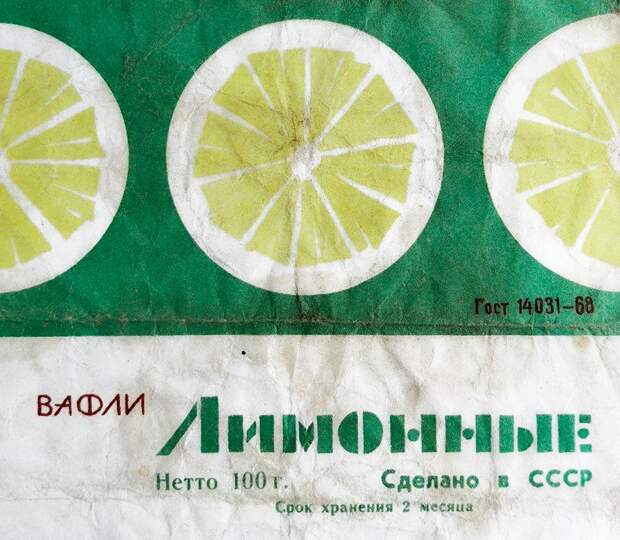 Гост 14031-68
ВАФЛИ Лимонные
Нетто 100 г. Сделано в СССР
Срок хранения 2 месяца